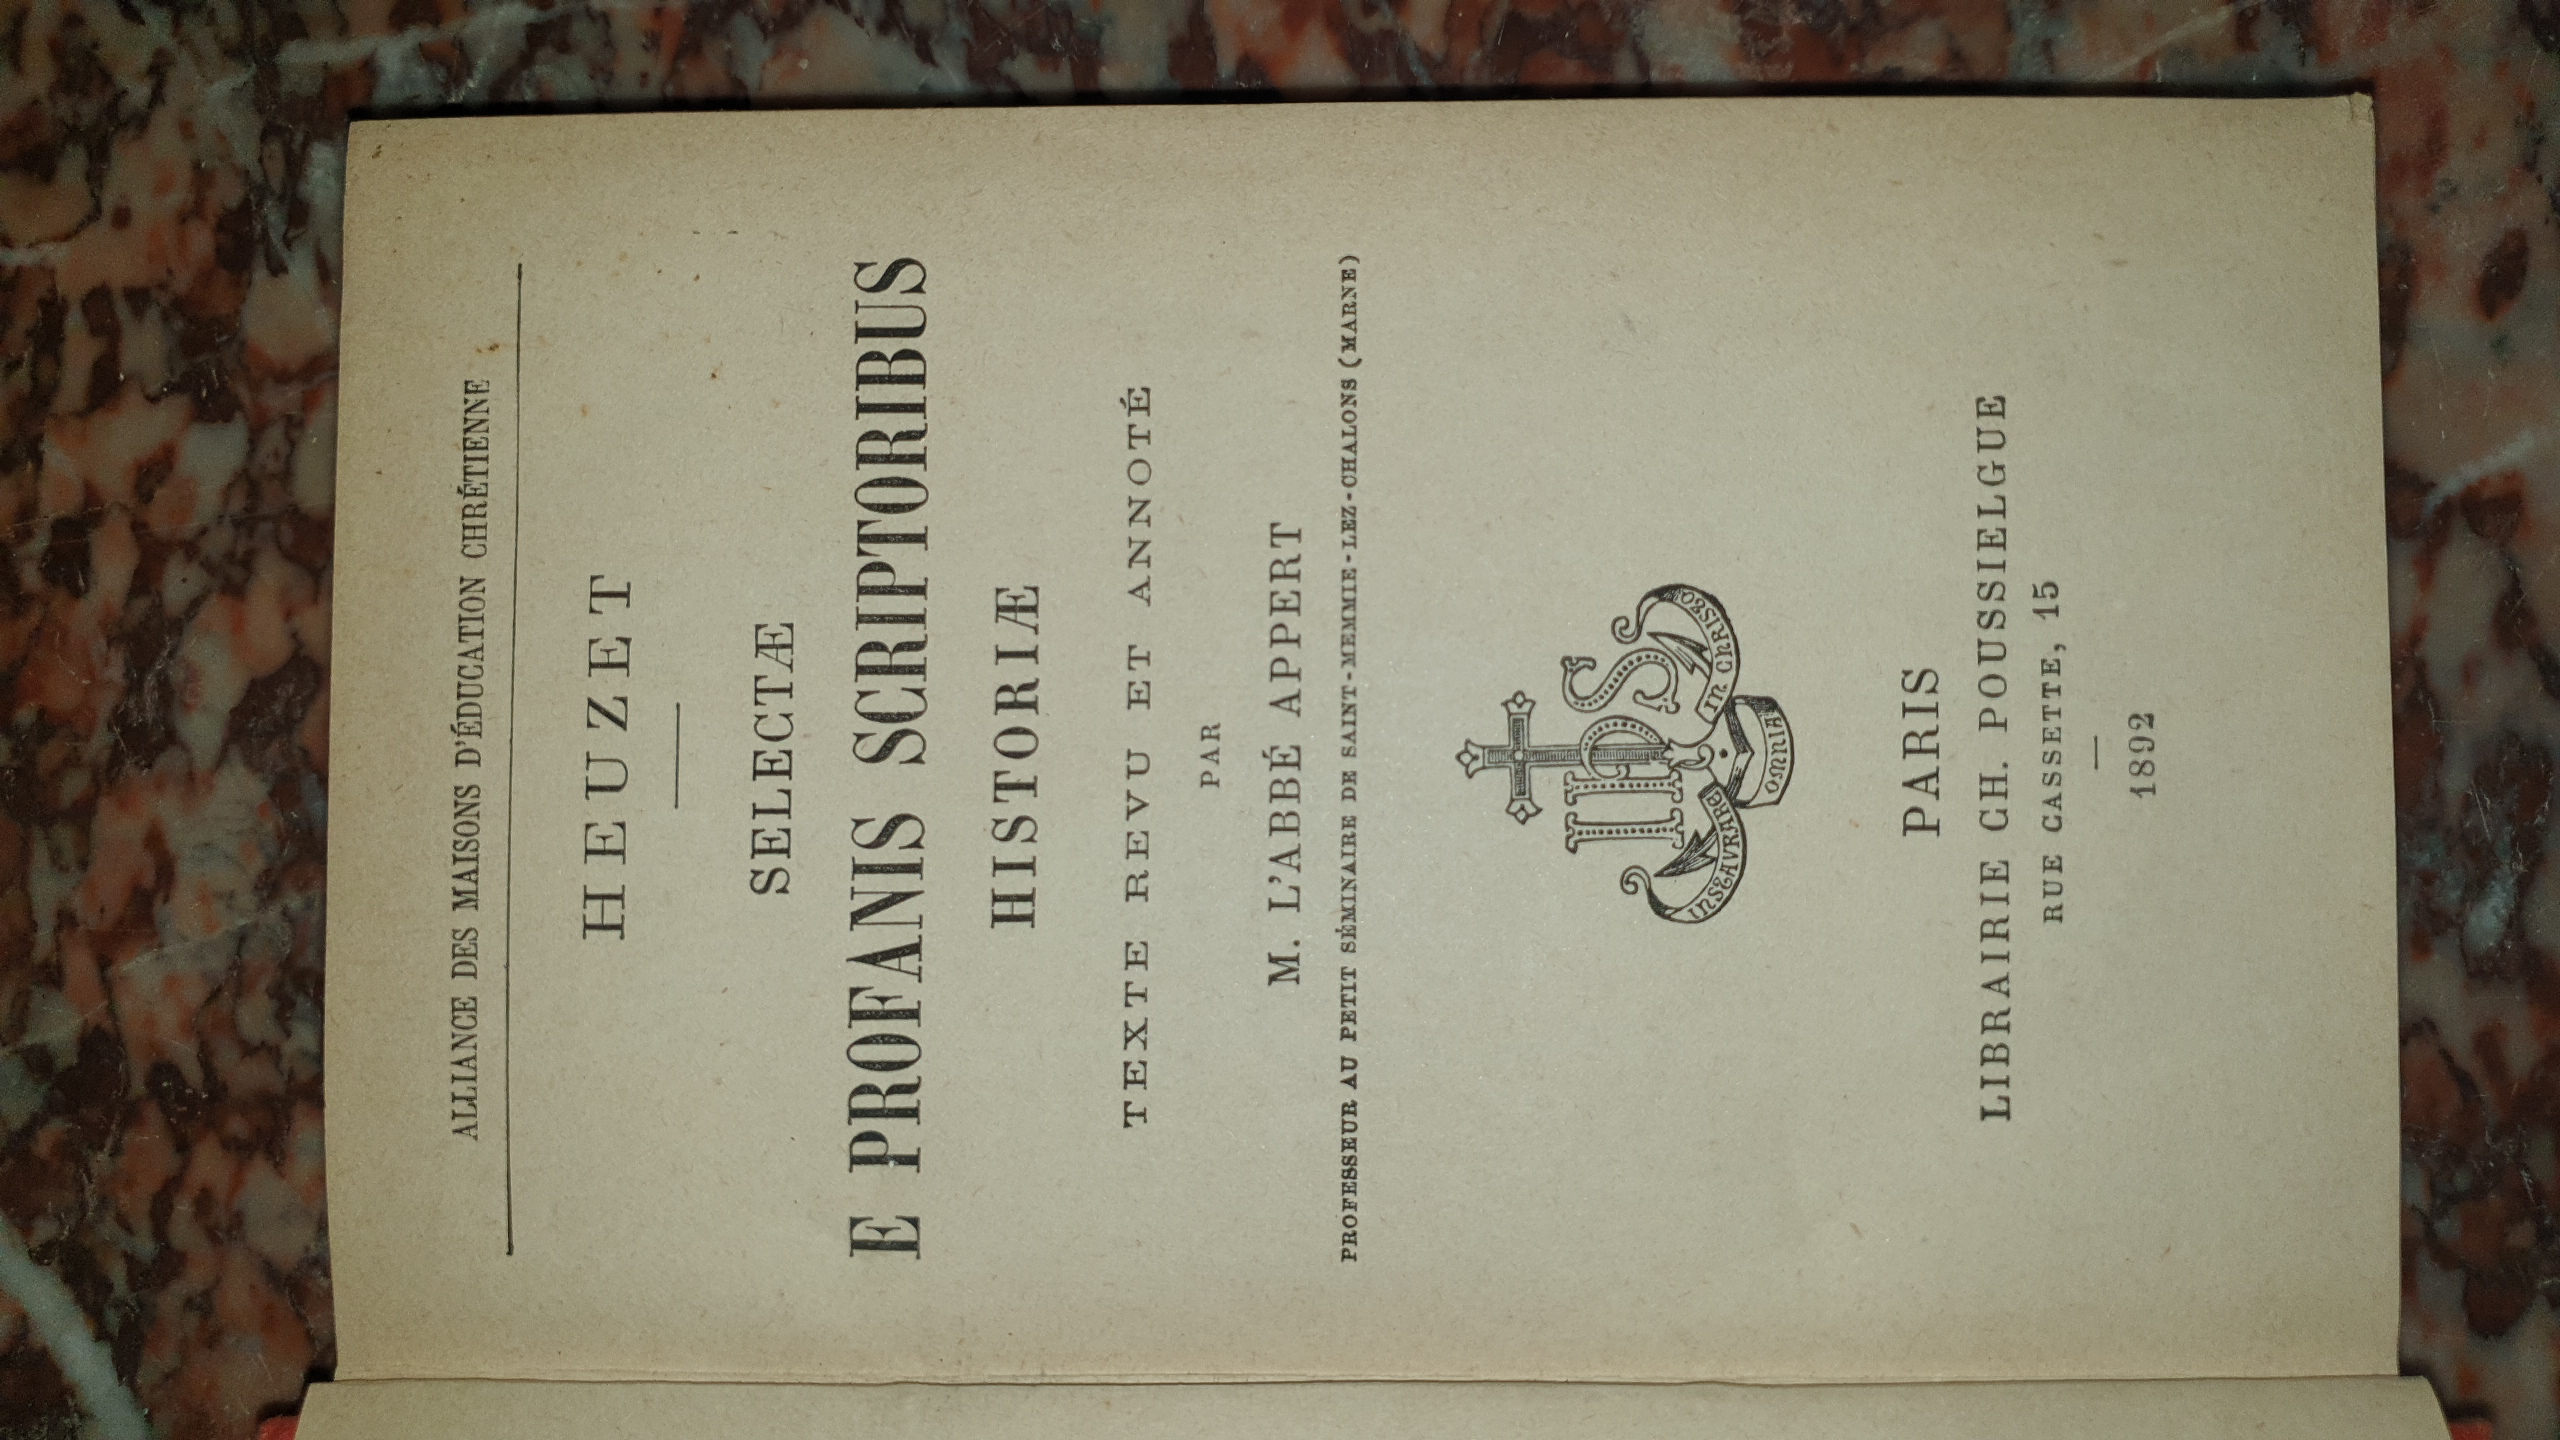 ALLIANCE DES MAISONS D'ÉDUCATION CHRÉTIENNE
HEUZET
SELECTÆ
E PROFANIS SCRIPTORIBUS
HISTORIÆ
TEXTE REVU ET ANNOTÉ
PAR
M. L'ABBÉ APPERT
PROFESSEUR AU PETIT SÉMINAIRE DE SAINT-MEMMIE-LEZ-CHALONS (MARNE)
IHS
INSTAURARE OMNIA IN CHRISTO
PARIS
LIBRAIRIE CH. POUSSIELGUE
RUE CASSETTE, 15
1892